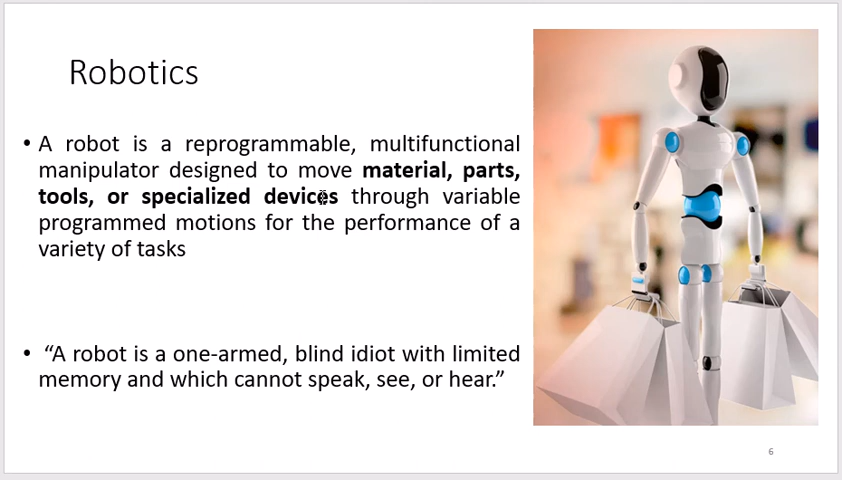 Robotics
• A robot is a reprogrammable, multifunctional
manipulator designed to move material, parts,
tools, or specialized devices through variable
programmed motions for the performance of a
variety of tasks
• “A robot is a one-armed, blind idiot with limited
memory and which cannot speak, see, or hear.”
6